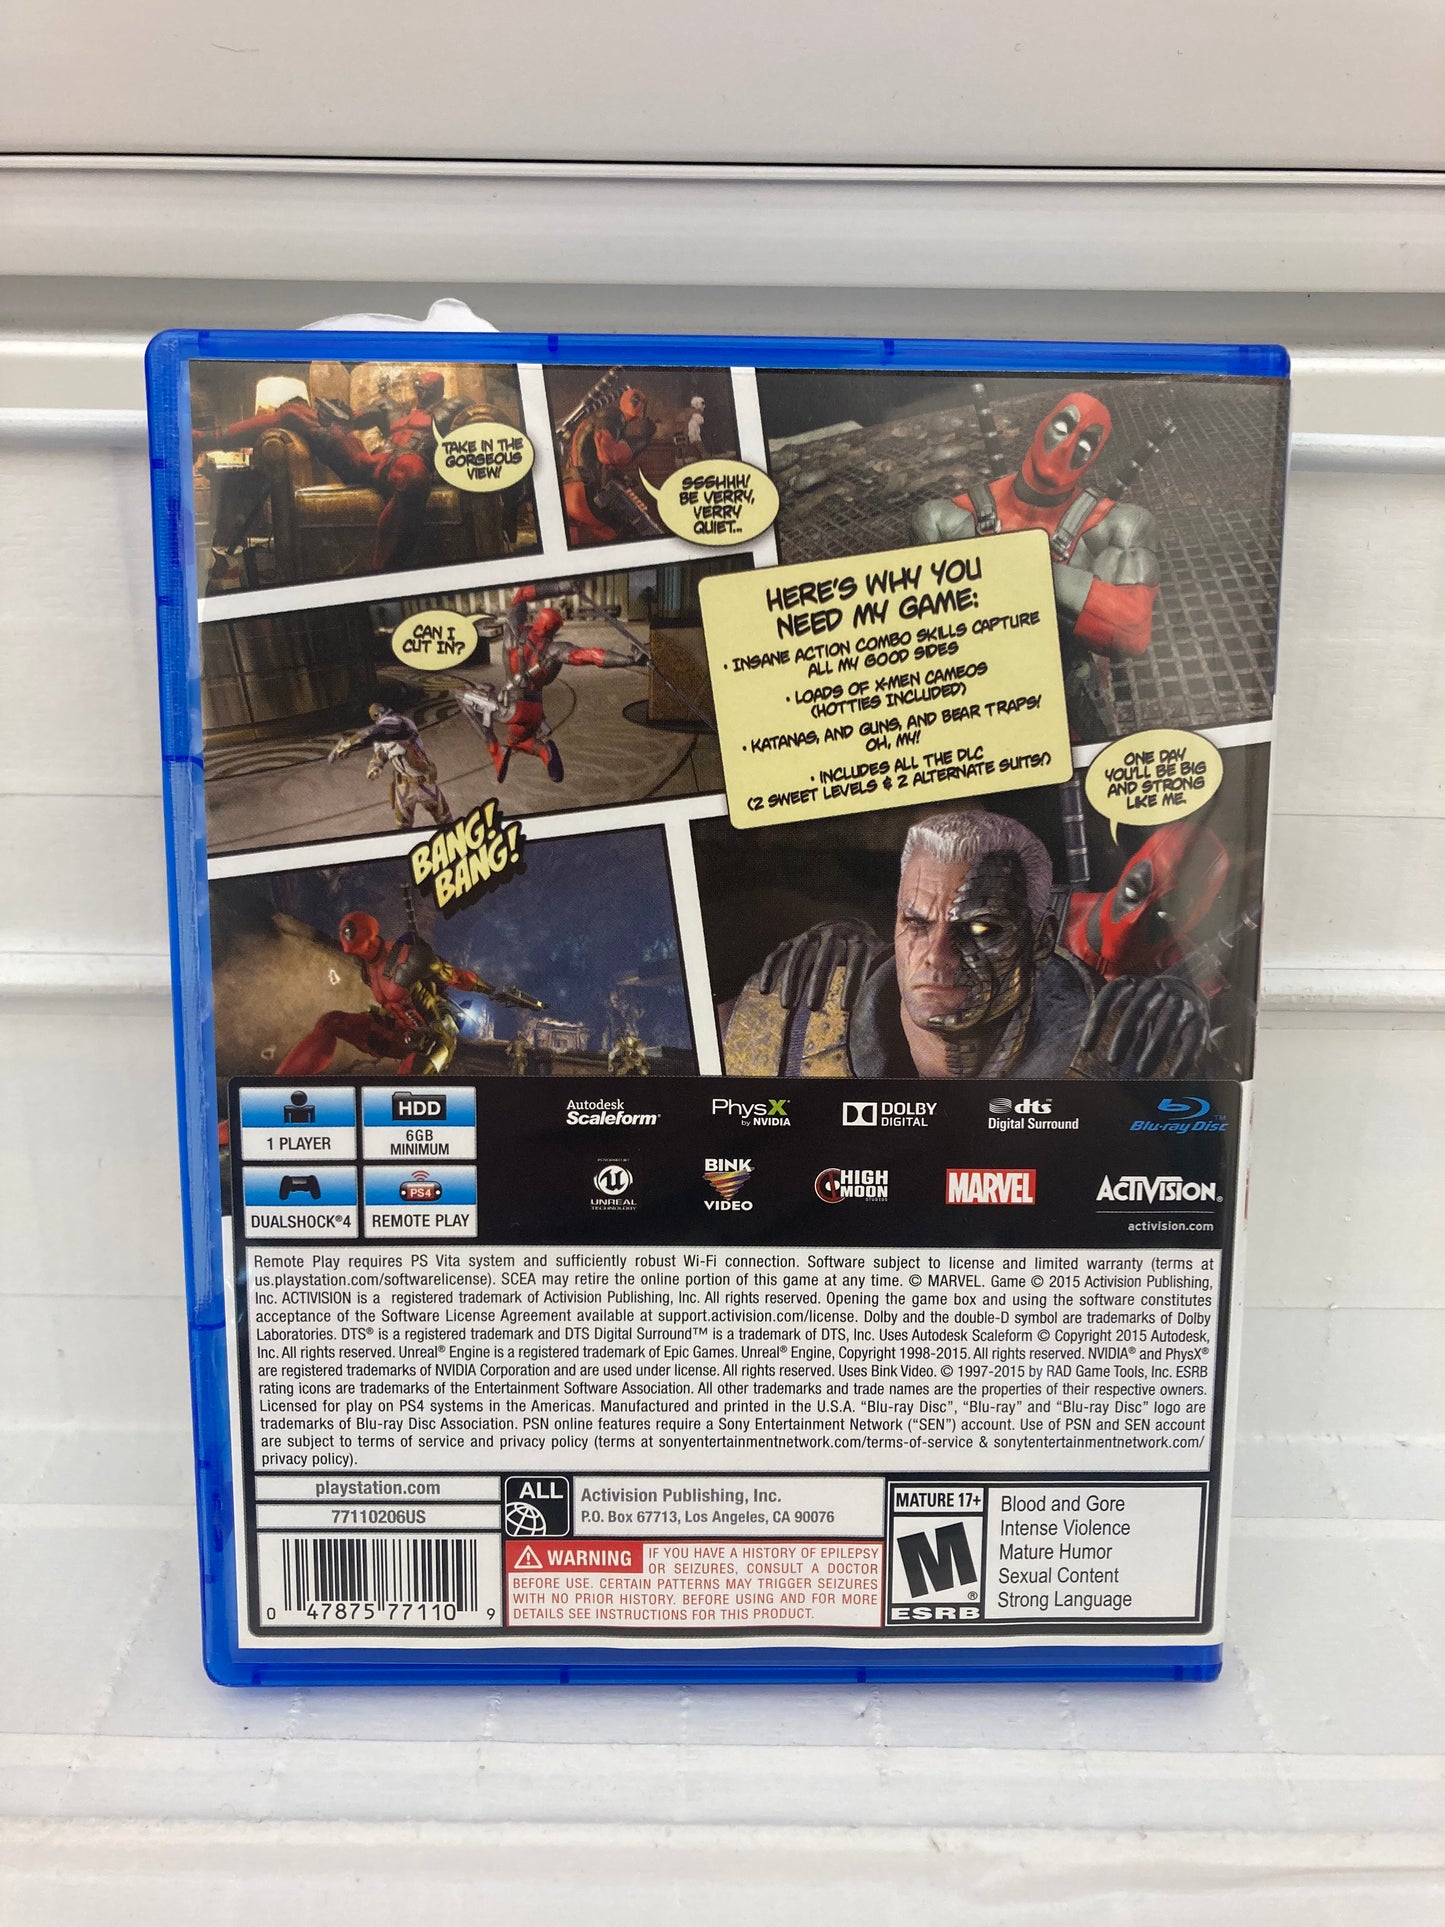 TAKE IN THE
GORGEOUS
VIEW!
SSSHHH!
BE VERRY,
VERRY
QUIET...
CAN I
CUT IN?
HERE'S WHY YOU
NEED MY GAME:
• INSANE ACTION COMBO SKILLS CAPTURE
ALL MY GOOD SIDES
• LOADS OF X-MEN CAMEOS
(HOTTIES INCLUDED)
• KATANAS, AND GUNS, AND BEAR TRAPS!
OH, MY!
• INCLUDES ALL THE DLC
(2 SWEET LEVELS & 2 ALTERNATE SUITS!)
ONE DAY
YOU'LL BE BIG
AND STRONG
LIKE ME.
BANG!
BANG!
1 PLAYER
HDD
6GB
MINIMUM
DUALSHOCK®4
PS4
REMOTE PLAY
Autodesk
Scaleform®
PhysX®
by NVIDIA
DOLBY
DIGITAL
dts™
Digital Surround
Blu-ray Disc™
UNREAL
TECHNOLOGY
BINK
VIDEO
HIGH
MOON
STUDIOS
MARVEL
ACTIVISION®
activision.com
Remote Play requires PS Vita system and sufficiently robust Wi-Fi connection. Software subject to license and limited warranty (terms at
us.playstation.com/softwarelicense). SCEA may retire the online portion of this game at any time. © MARVEL. Game © 2015 Activision Publishing,
Inc. ACTIVISION is a registered trademark of Activision Publishing, Inc. All rights reserved. Opening the game box and using the software constitutes
acceptance of the Software License Agreement available at support.activision.com/license. Dolby and the double-D symbol are trademarks of Dolby
Laboratories. DTS® is a registered trademark and DTS Digital Surround™ is a trademark of DTS, Inc. Uses Autodesk Scaleform © Copyright 2015 Autodesk,
Inc. All rights reserved. Unreal® Engine is a registered trademark of Epic Games. Unreal® Engine, Copyright 1998-2015. All rights reserved. NVIDIA® and PhysX®
are registered trademarks of NVIDIA Corporation and are used under license. All rights reserved. Uses Bink Video. © 1997-2015 by RAD Game Tools, Inc. ESRB
rating icons are trademarks of the Entertainment Software Association. All other trademarks and trade names are the properties of their respective owners.
Licensed for play on PS4 systems in the Americas. Manufactured and printed in the U.S.A. “Blu-ray Disc”, “Blu-ray” and “Blu-ray Disc” logo are
trademarks of Blu-ray Disc Association. PSN online features require a Sony Entertainment Network (“SEN”) account. Use of PSN and SEN account
are subject to terms of service and privacy policy (terms at sonyentertainmentnetwork.com/terms-of-service & sonytentertainmentnetwork.com/
privacy policy).
playstation.com
77110206US
0 47875 77110 9
ALL
Activision Publishing, Inc.
P.O. Box 67713, Los Angeles, CA 90076
WARNING IF YOU HAVE A HISTORY OF EPILEPSY
OR SEIZURES, CONSULT A DOCTOR
BEFORE USE. CERTAIN PATTERNS MAY TRIGGER SEIZURES
WITH NO PRIOR HISTORY. BEFORE USING AND FOR MORE
DETAILS SEE INSTRUCTIONS FOR THIS PRODUCT.
MATURE 17+
M®
ESRB
Blood and Gore
Intense Violence
Mature Humor
Sexual Content
Strong Language